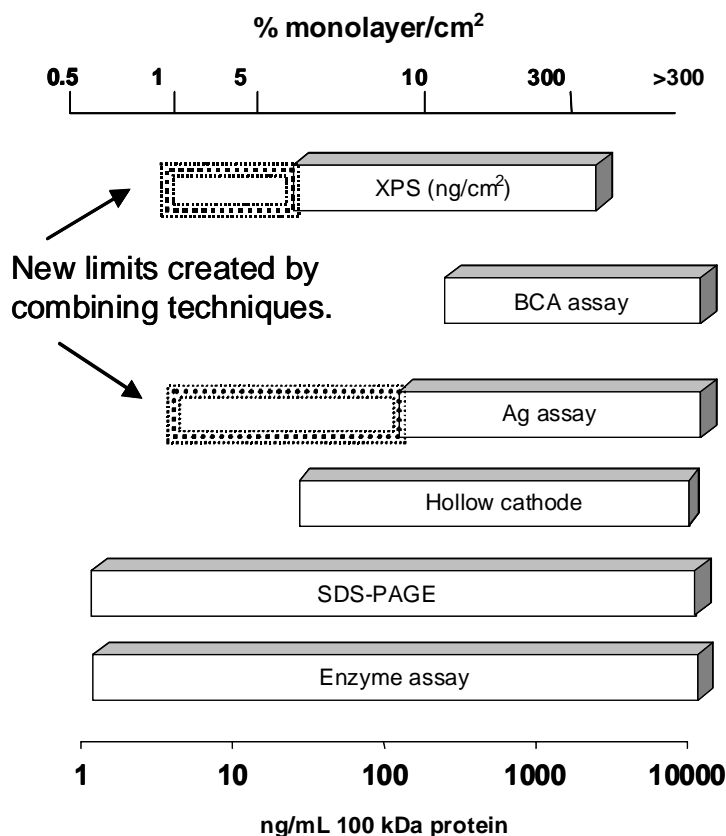 % monolayer/cm²
0.5 1 5 10 300 >300
XPS (ng/cm²)
New limits created by
combining techniques.
BCA assay
Ag assay
Hollow cathode
SDS-PAGE
Enzyme assay
1 10 100 1000 10000
ng/mL 100 kDa protein